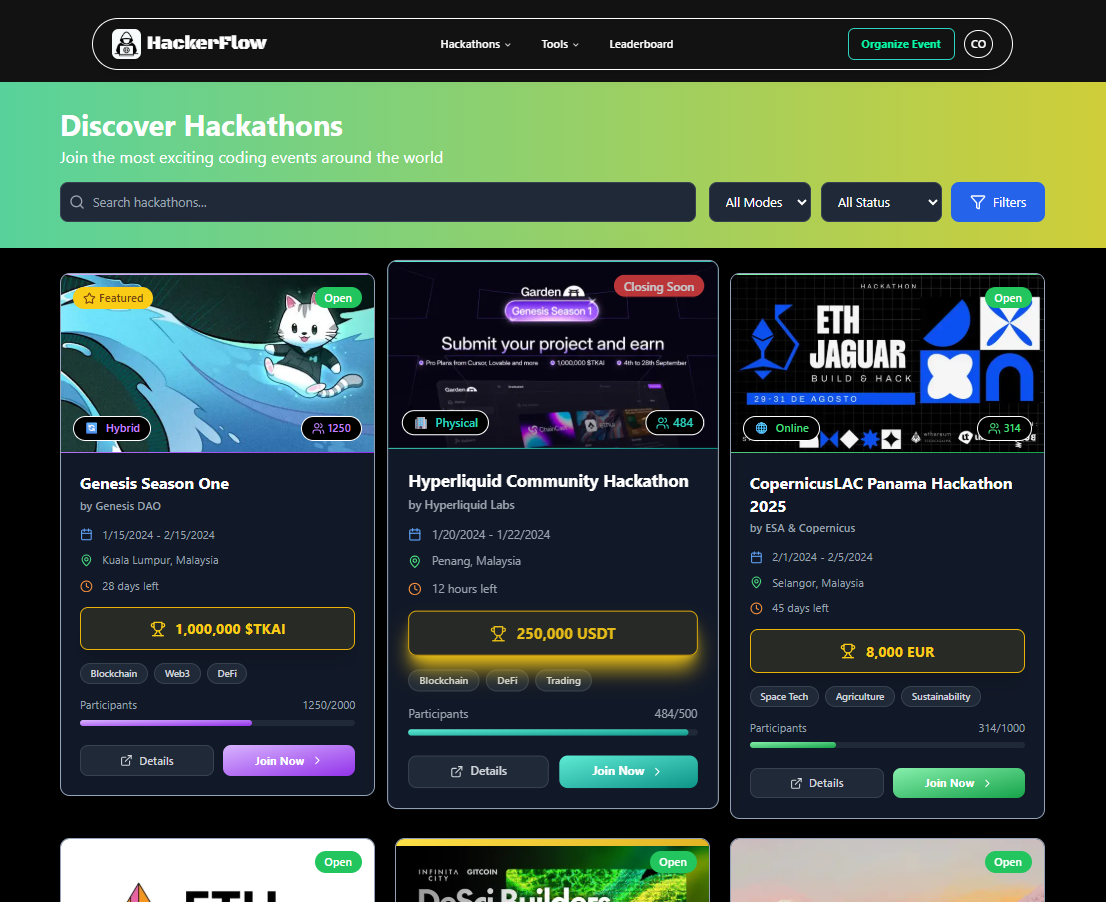 HackerFlow
Hackathons
Tools
Leaderboard
Organize Event
CO
Discover Hackathons
Join the most exciting coding events around the world
Search hackathons...
All Modes
All Status
Filters
Featured
Open
Hybrid
1250
Genesis Season One
by Genesis DAO
1/15/2024 - 2/15/2024
Kuala Lumpur, Malaysia
28 days left
1,000,000 $TKAI
Blockchain
Web3
DeFi
Participants
1250/2000
Details
Join Now
Closing Soon
Garden
Genesis Season 1
Submit your project and earn
Pro Plans from Cursor, Lovable and more
1,000,000 $TKAI
4th to 28th September
Garden
Physical
484
Hyperliquid Community Hackathon
by Hyperliquid Labs
1/20/2024 - 1/22/2024
Penang, Malaysia
12 hours left
250,000 USDT
Blockchain
DeFi
Trading
Participants
484/500
Details
Join Now
HACKATHON
Open
ETH
JAGUAR
BUILD & HACK
29-31 DE AGOSTO
Online
ethereum
314
CopernicusLAC Panama Hackathon
2025
by ESA & Copernicus
2/1/2024 - 2/5/2024
Selangor, Malaysia
45 days left
8,000 EUR
Space Tech
Agriculture
Sustainability
Participants
314/1000
Details
Join Now
Open
ETH
Open
INFINITA
CITY
GITCOIN
DeSci Builders
Open